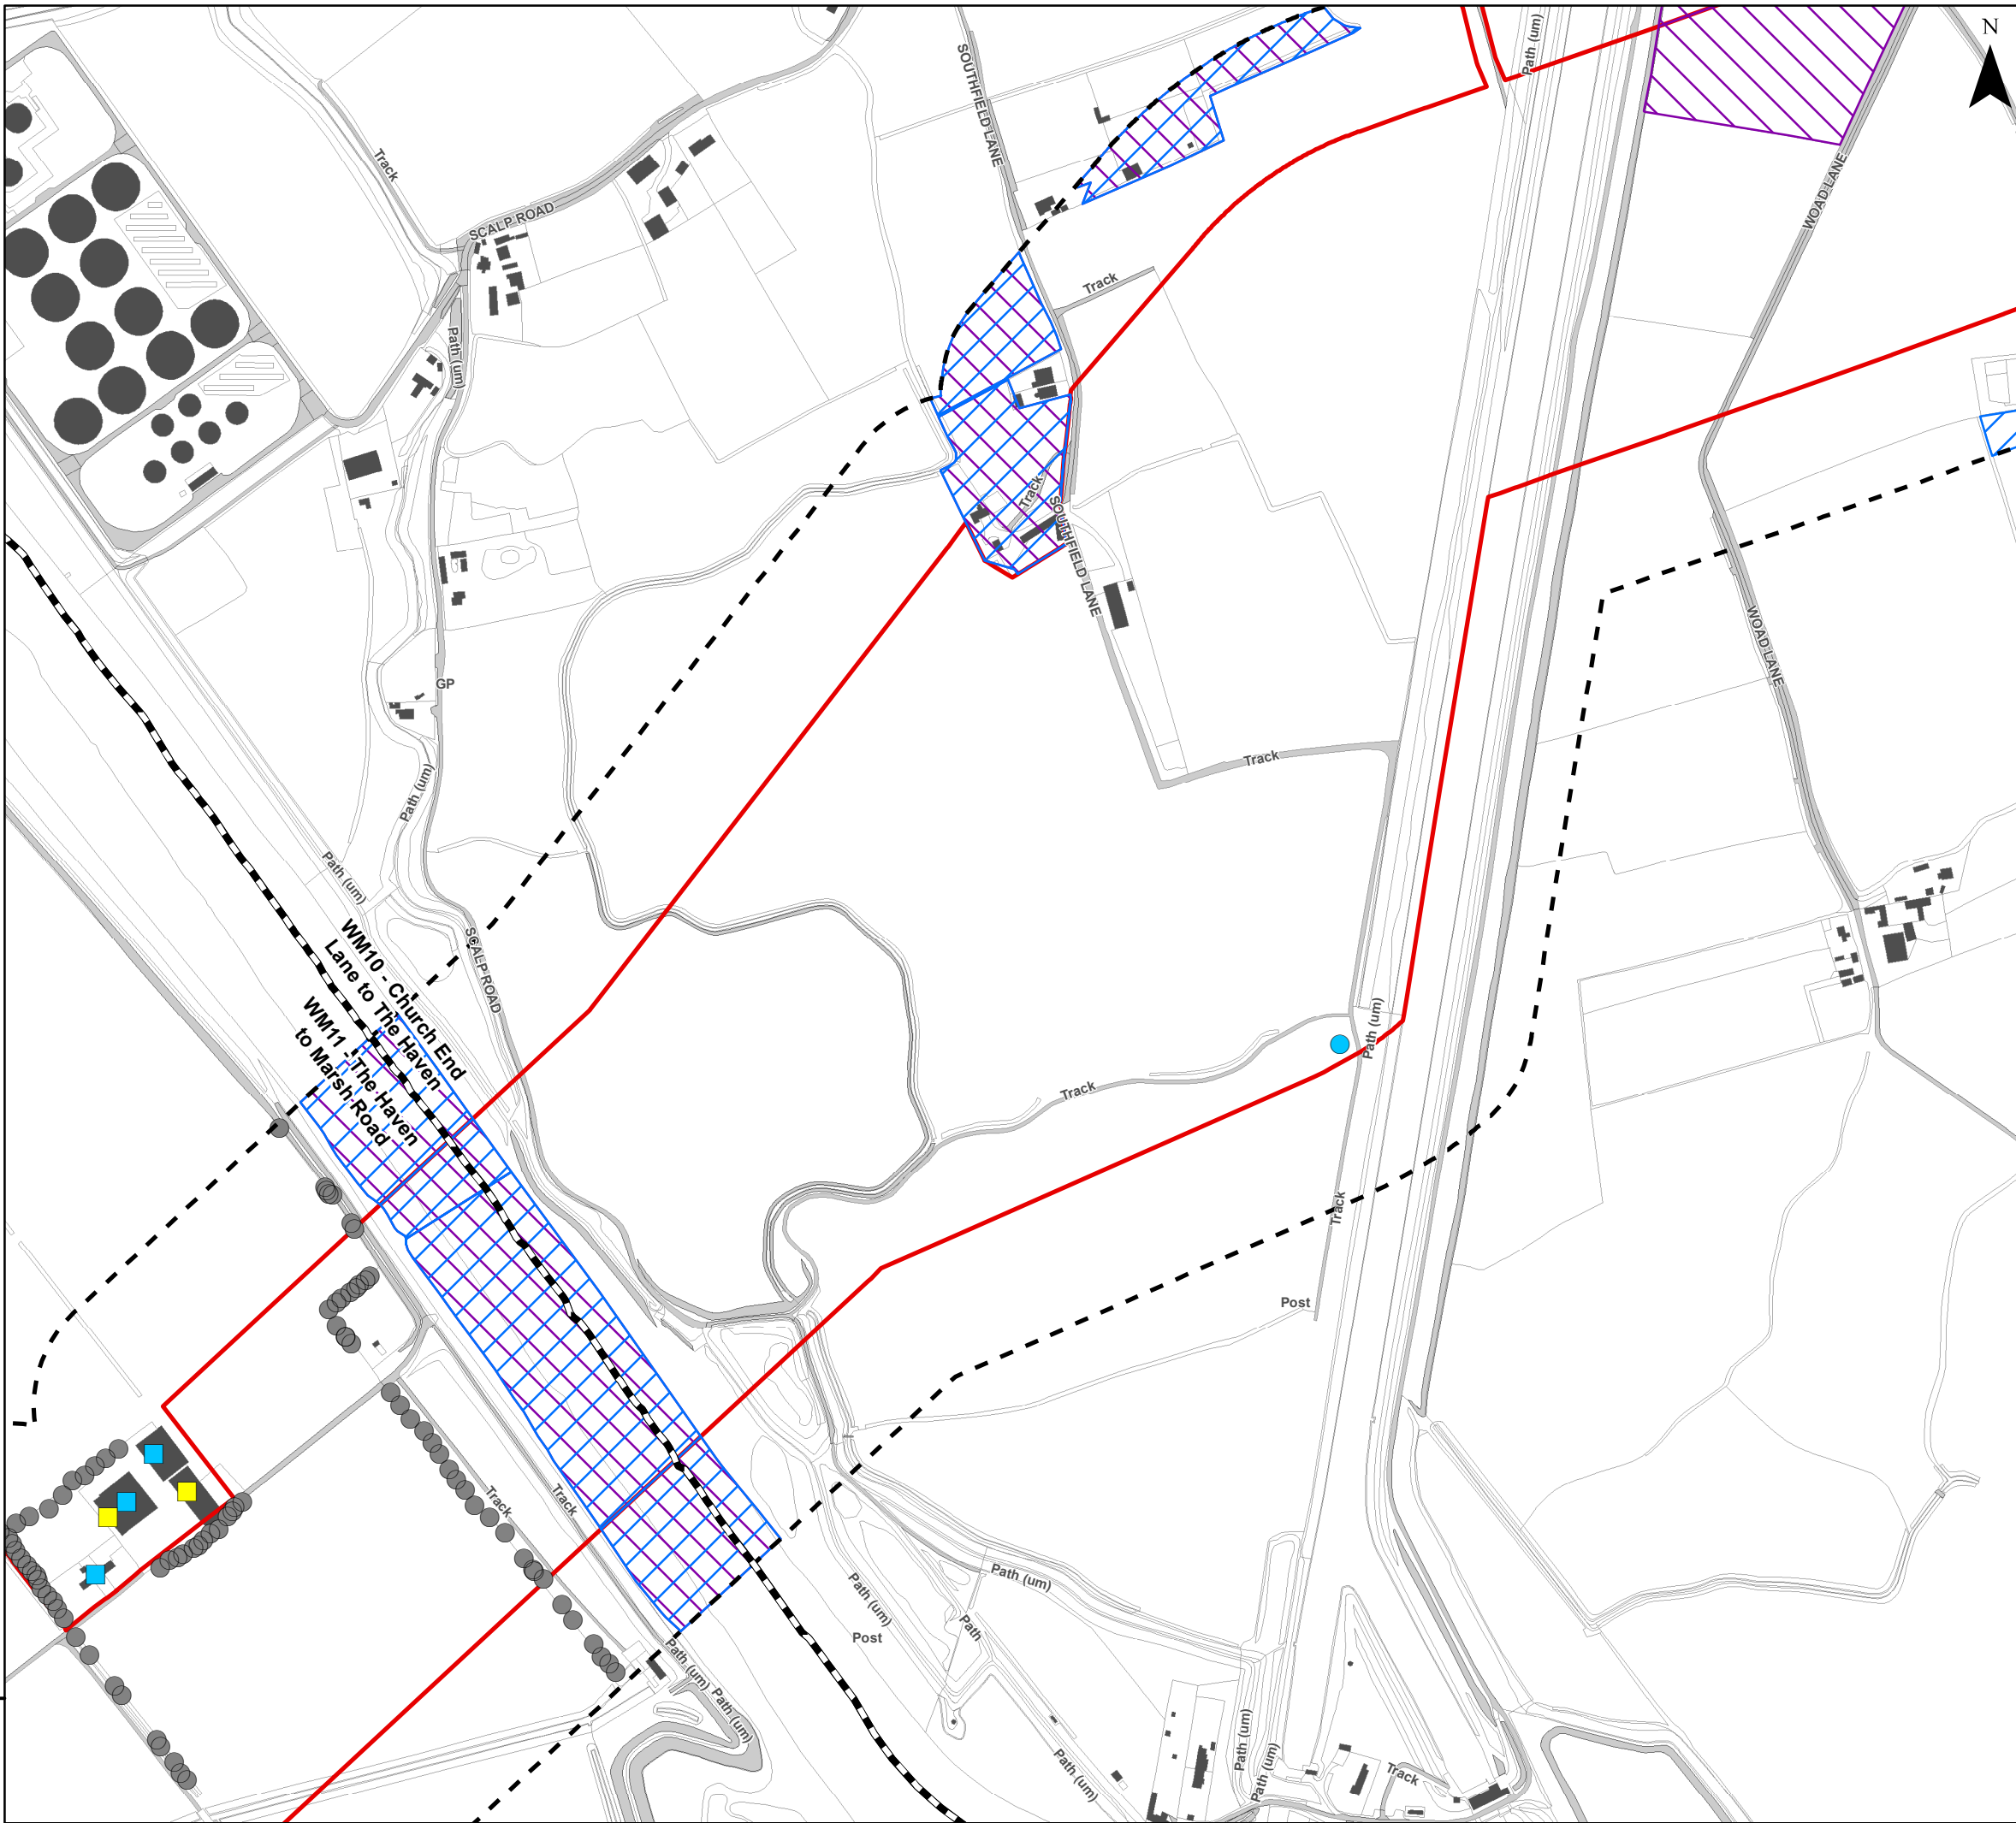 N
Path (um)
SOUTHFIELD LANE
Track
WOAD LANE
SCALP ROAD
Track
Path (um)
Track
SOUTHFIELD LANE
WOAD LANE
GP
Track
Path (um)
Path (um)
SCALP ROAD
WM10 - Church End
Lane to The Haven
WM11 - The Haven
to Marsh Road
Path (um)
Track
Track
Post
Track
Track
Path (um)
Path (um)
Path
Post
Path (um)
Path (um)
Path (um)
Path (um)
Path (um)
Track